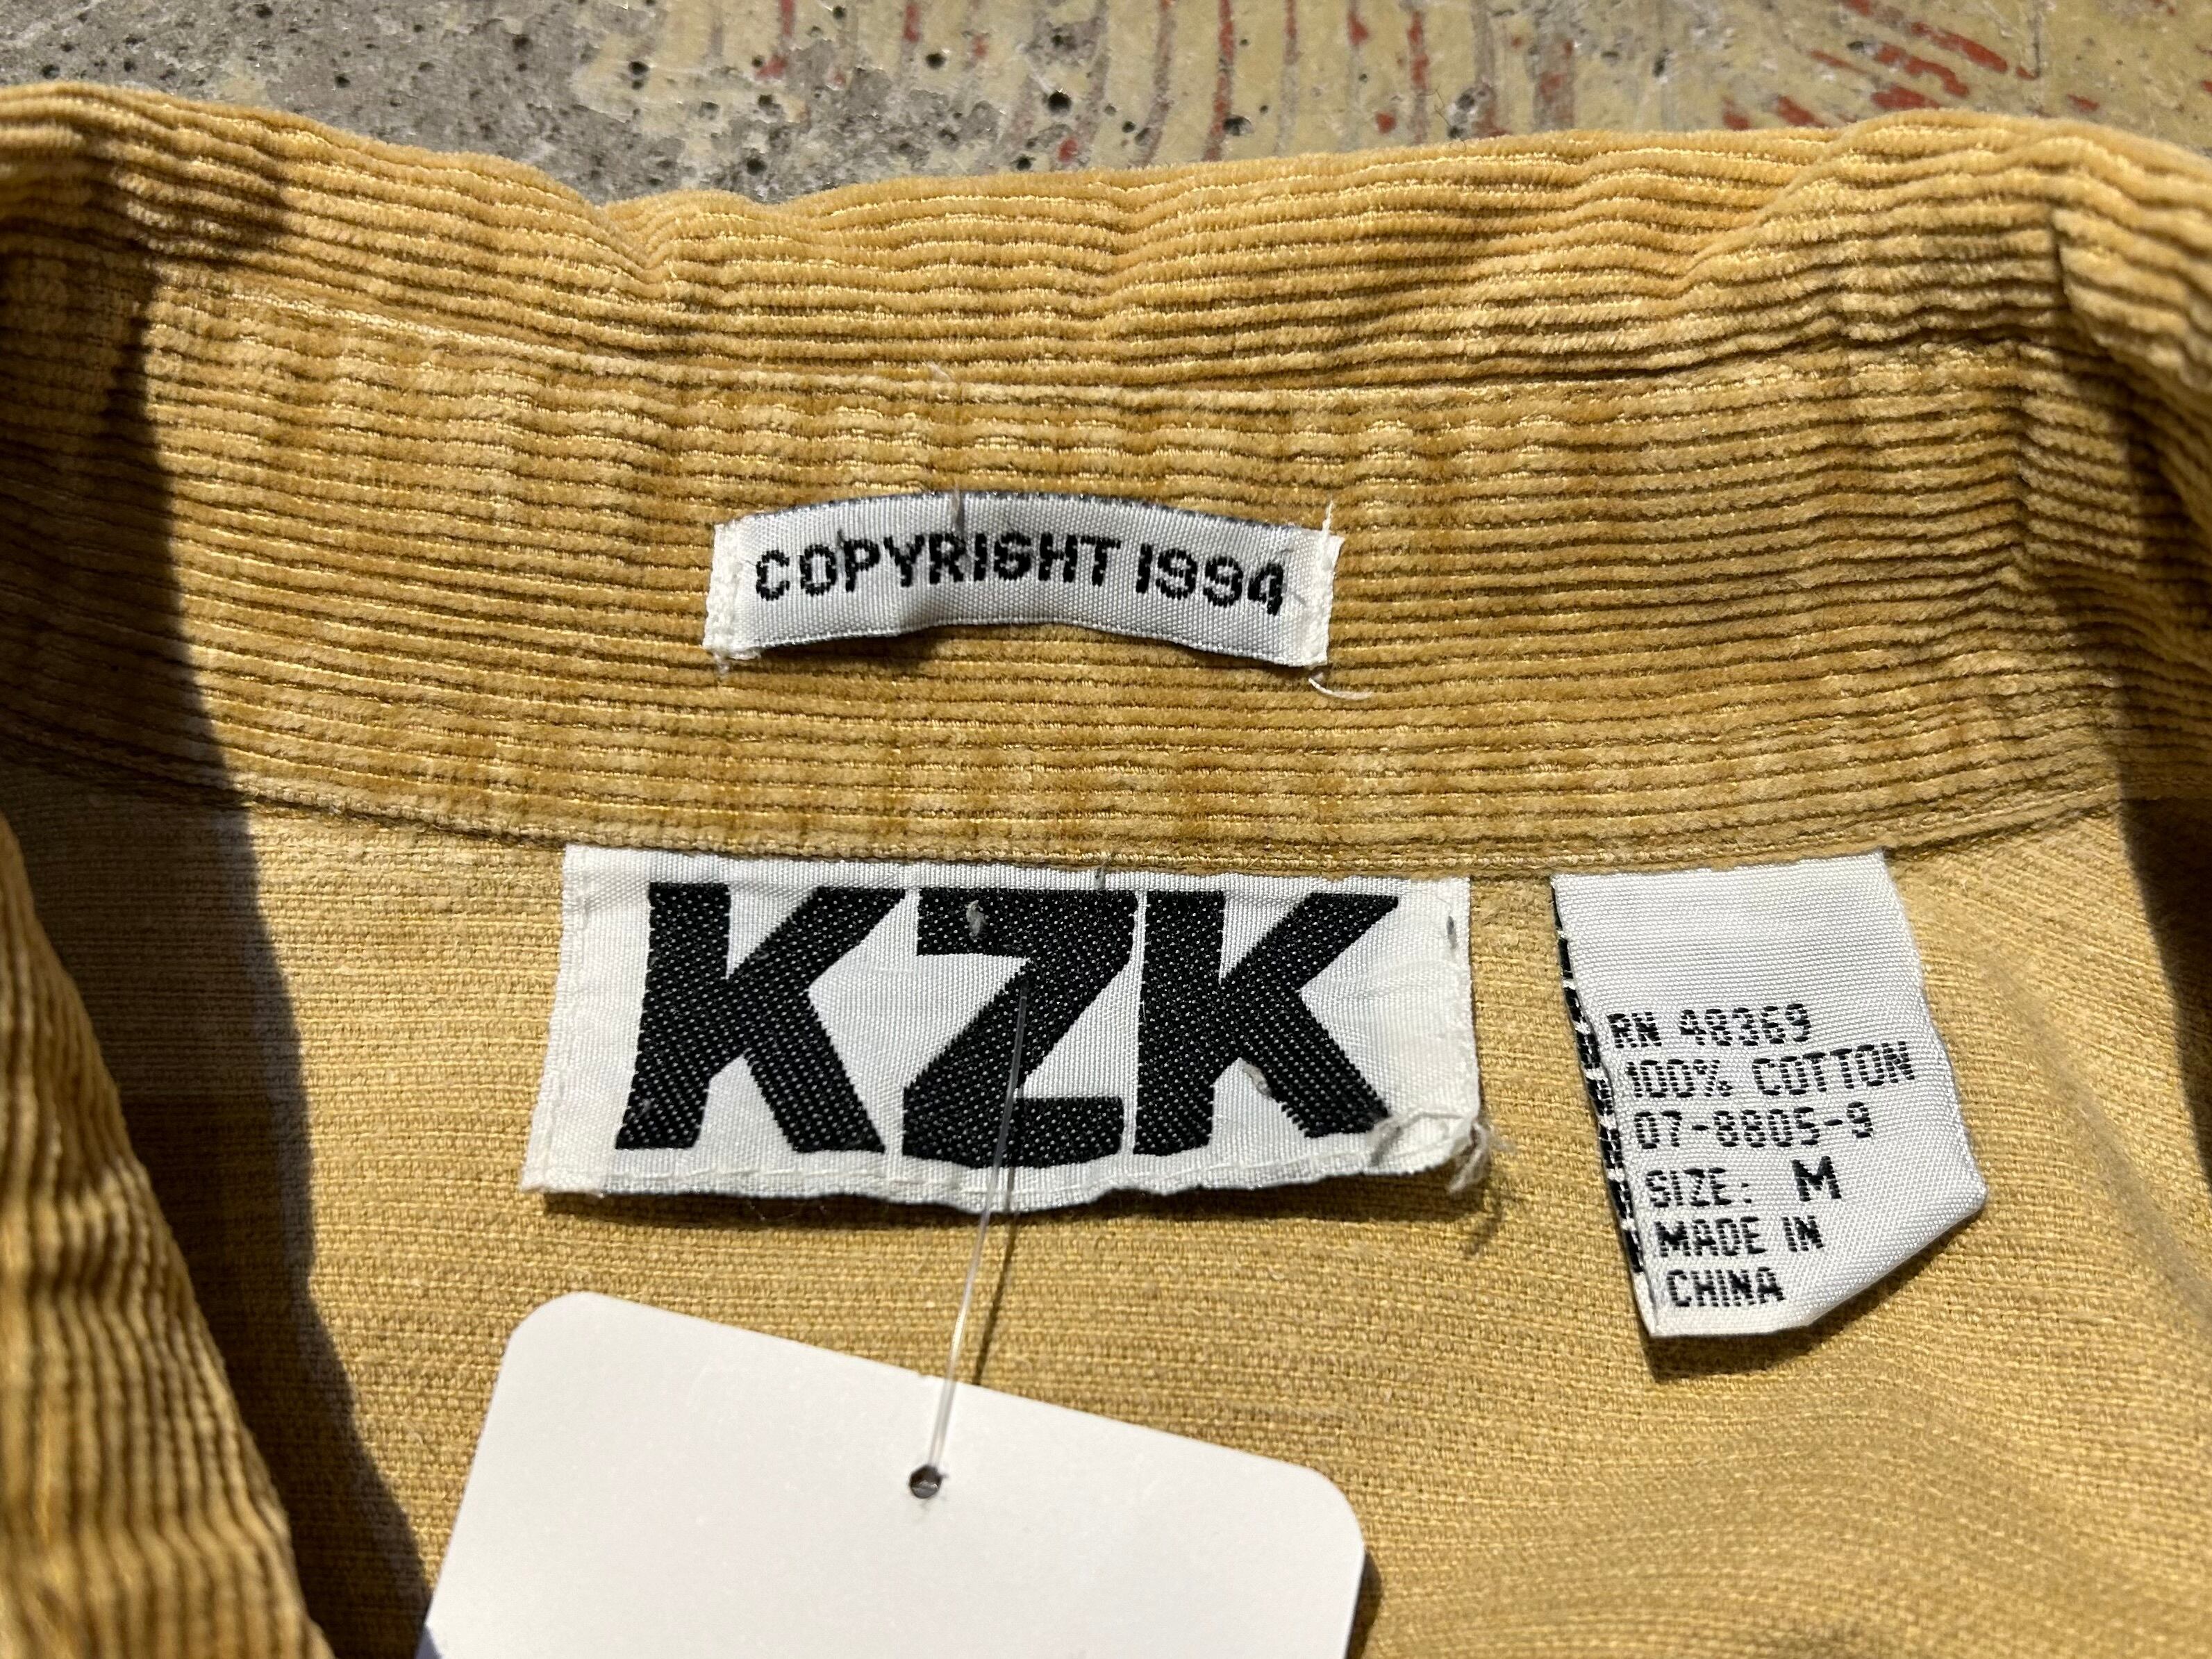 COPYRIGHT 1994
KZK
RN 48369
100% COTTON
07-8805-9
SIZE: M
MADE IN
CHINA